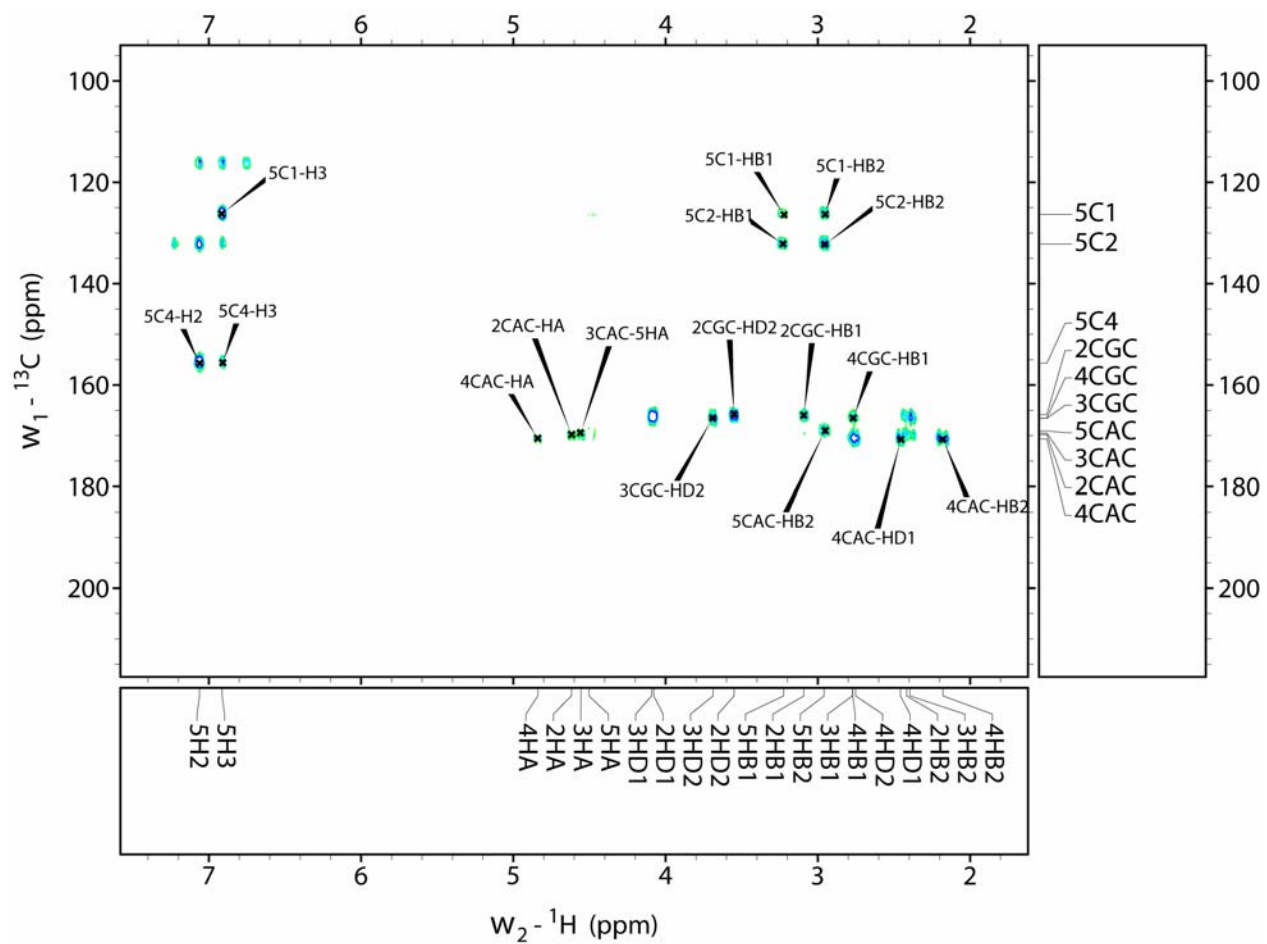 7 6 5 4 3 2
100 100
120 120
140 140
160 160
180 180
200 200
W1 - 13C (ppm)
5C1-H3
5C1-HB1
5C1-HB2
5C2-HB1
5C2-HB2
5C4-H2
5C4-H3
2CAC-HA
3CAC-5HA
4CAC-HA
2CGC-HD2
2CGC-HB1
4CGC-HB1
3CGC-HD2
5CAC-HB2
4CAC-HD1
4CAC-HB2
5C1
5C2
5C4
2CGC
4CGC
3CGC
5CAC
3CAC
2CAC
4CAC
5H2
5H3
4HA
2HA
3HA
5HA
3HD1
2HD1
3HD2
2HD2
5HB1
2HB1
5HB2
3HB1
4HB1
4HD2
4HD1
2HB2
3HB2
4HB2
7 6 5 4 3 2
W2 - 1H (ppm)